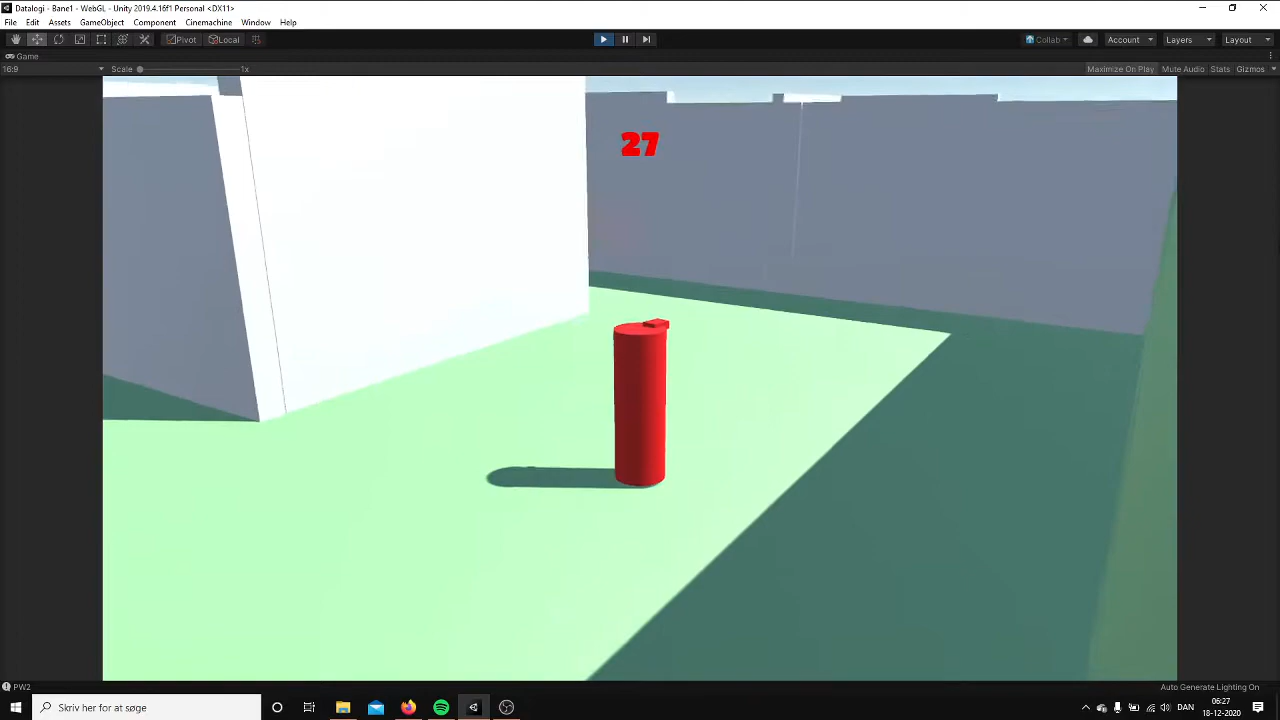 Datalogi - Bane1 - WebGL - Unity 2019.4.16f1 Personal <DX11>
File Edit Assets GameObject Component Cinemachine Window Help
Pivot Local Collab Account Layers Layout
Game
16:9 Scale 1x Maximize On Play Mute Audio Stats Gizmos
27
PW2 Auto Generate Lighting On
Skriv her for at søge DAN 06:27
18-12-2020